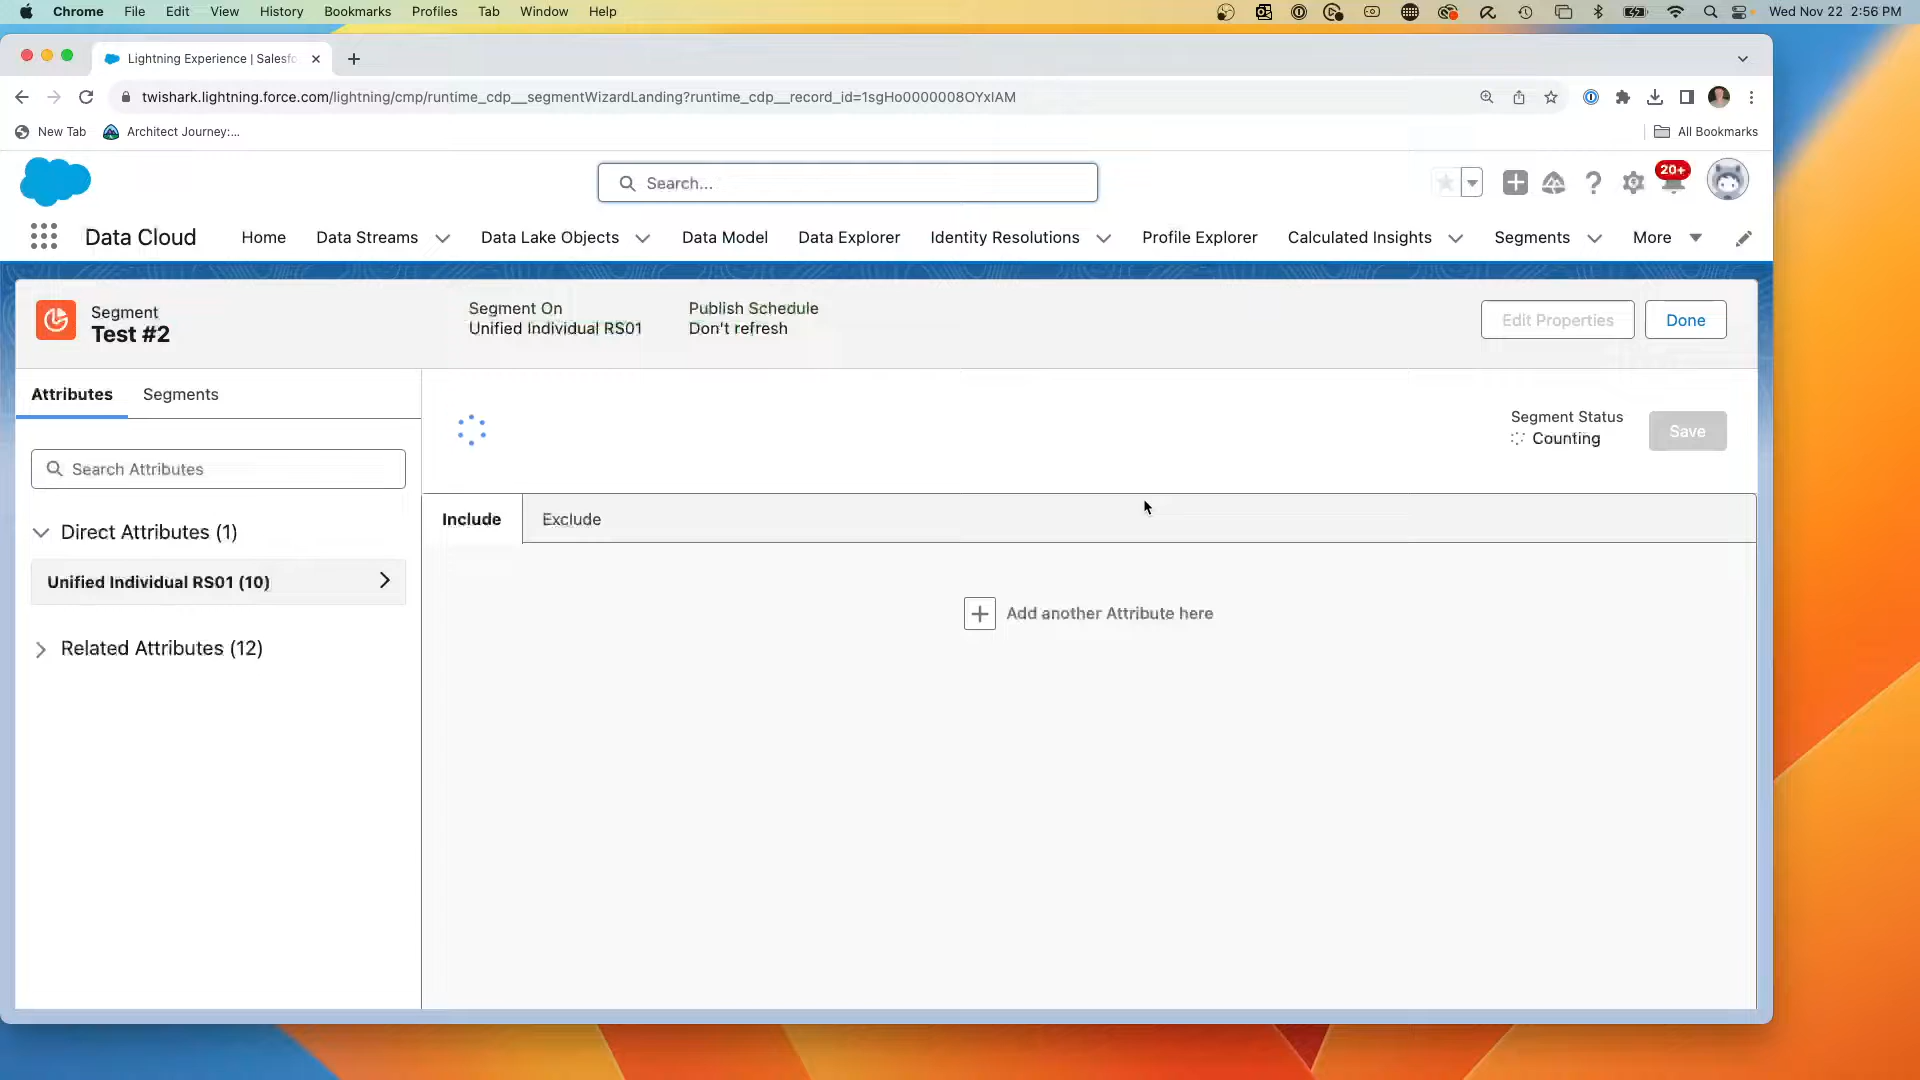 Chrome File Edit View History Bookmarks Profiles Tab Window Help Wed Nov 22 2:56 PM
Lightning Experience | Salesfo
twishark.lightning.force.com/lightning/cmp/runtime_cdp__segmentWizardLanding?runtime_cdp__record_id=1sgHo0000008OYxIAM
New Tab Architect Journey:... All Bookmarks
Search... 20+
Data Cloud Home Data Streams Data Lake Objects Data Model Data Explorer Identity Resolutions Profile Explorer Calculated Insights Segments More
Segment
Test #2
Segment On
Unified Individual RS01
Publish Schedule
Don't refresh
Edit Properties Done
Attributes Segments
Segment Status
Counting
Save
Search Attributes
Include Exclude
Direct Attributes (1)
Unified Individual RS01 (10)
Add another Attribute here
Related Attributes (12)